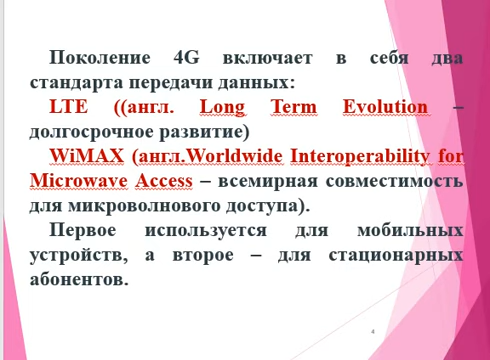 Поколение 4G включает в себя два
стандарта передачи данных:
LTE ((англ. Long Term Evolution –
долгосрочное развитие)
WiMAX (англ.Worldwide Interoperability for
Microwave Access – всемирная совместимость
для микроволнового доступа).
Первое используется для мобильных
устройств, а второе – для стационарных
абонентов.
4